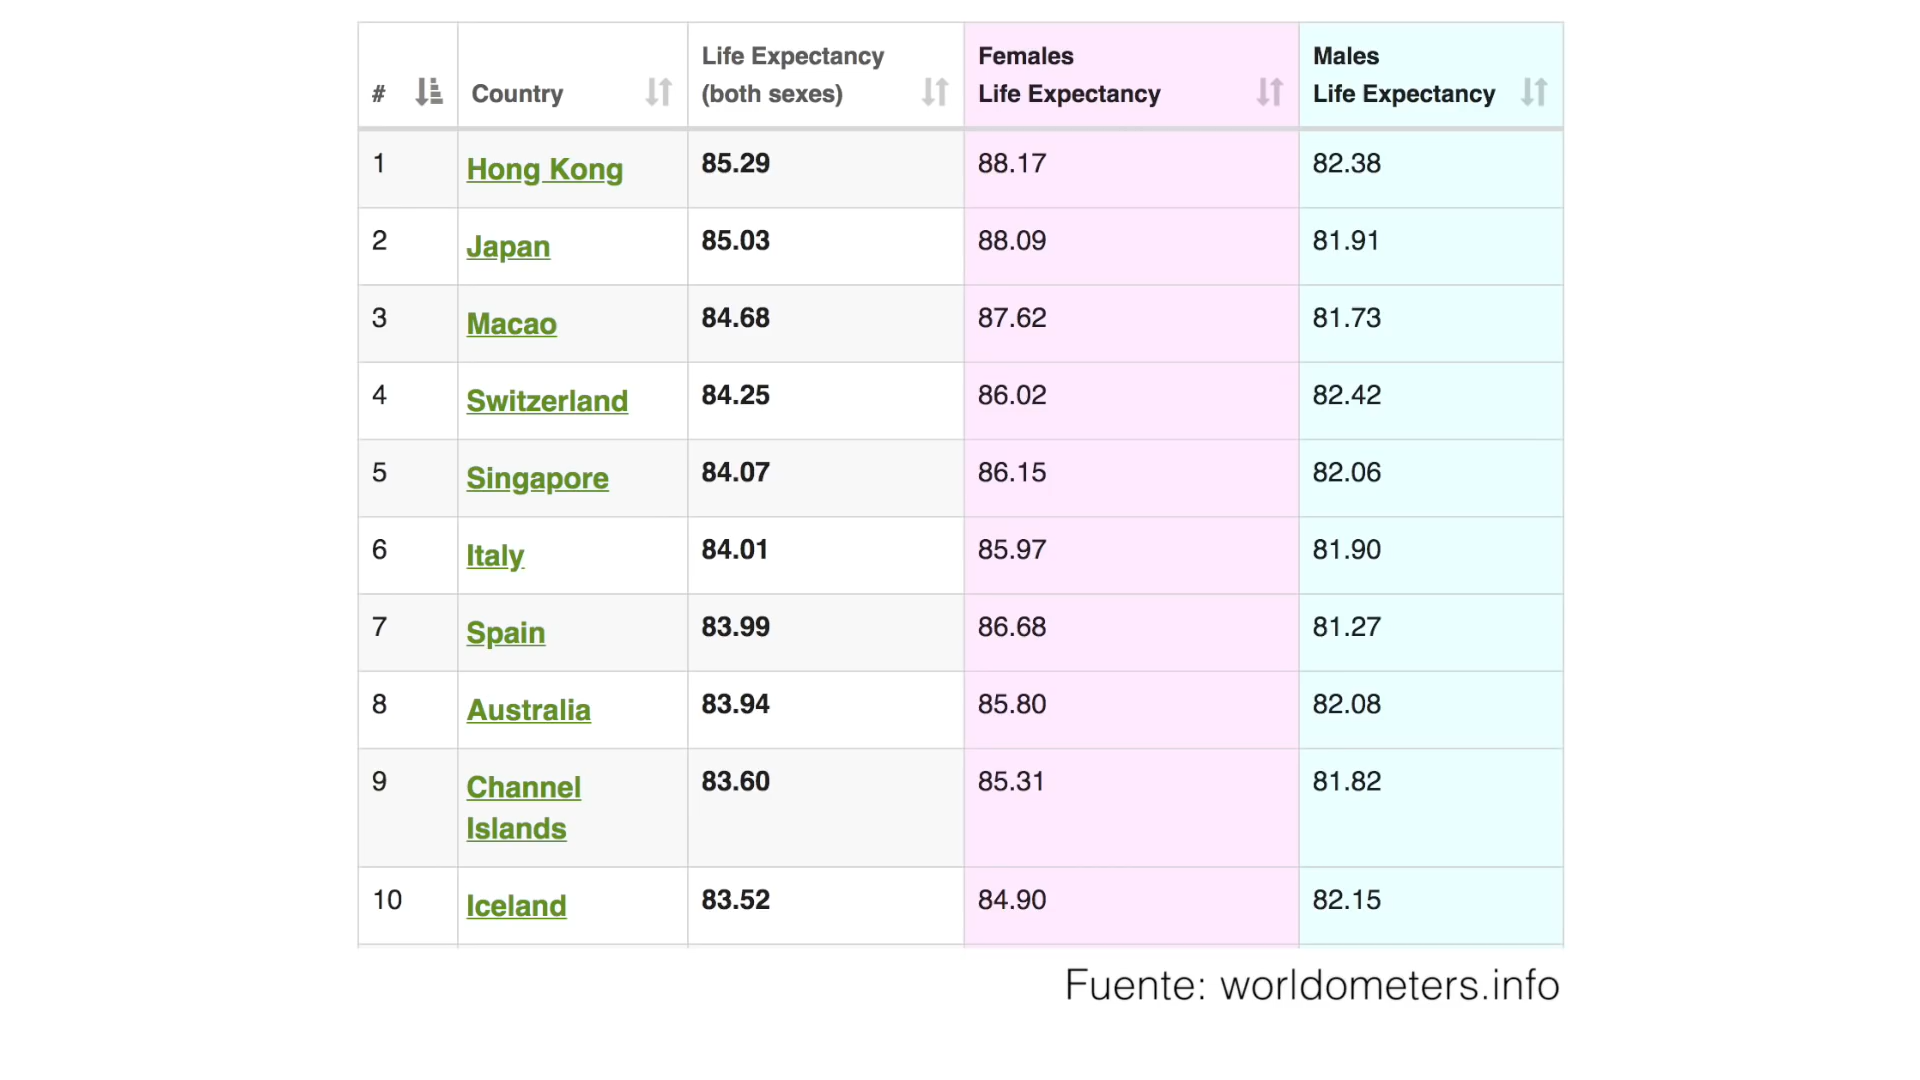 # Country Life Expectancy (both sexes) Females Life Expectancy Males Life Expectancy
1 Hong Kong 85.29 88.17 82.38
2 Japan 85.03 88.09 81.91
3 Macao 84.68 87.62 81.73
4 Switzerland 84.25 86.02 82.42
5 Singapore 84.07 86.15 82.06
6 Italy 84.01 85.97 81.90
7 Spain 83.99 86.68 81.27
8 Australia 83.94 85.80 82.08
9 Channel Islands 83.60 85.31 81.82
10 Iceland 83.52 84.90 82.15
Fuente: worldometers.info